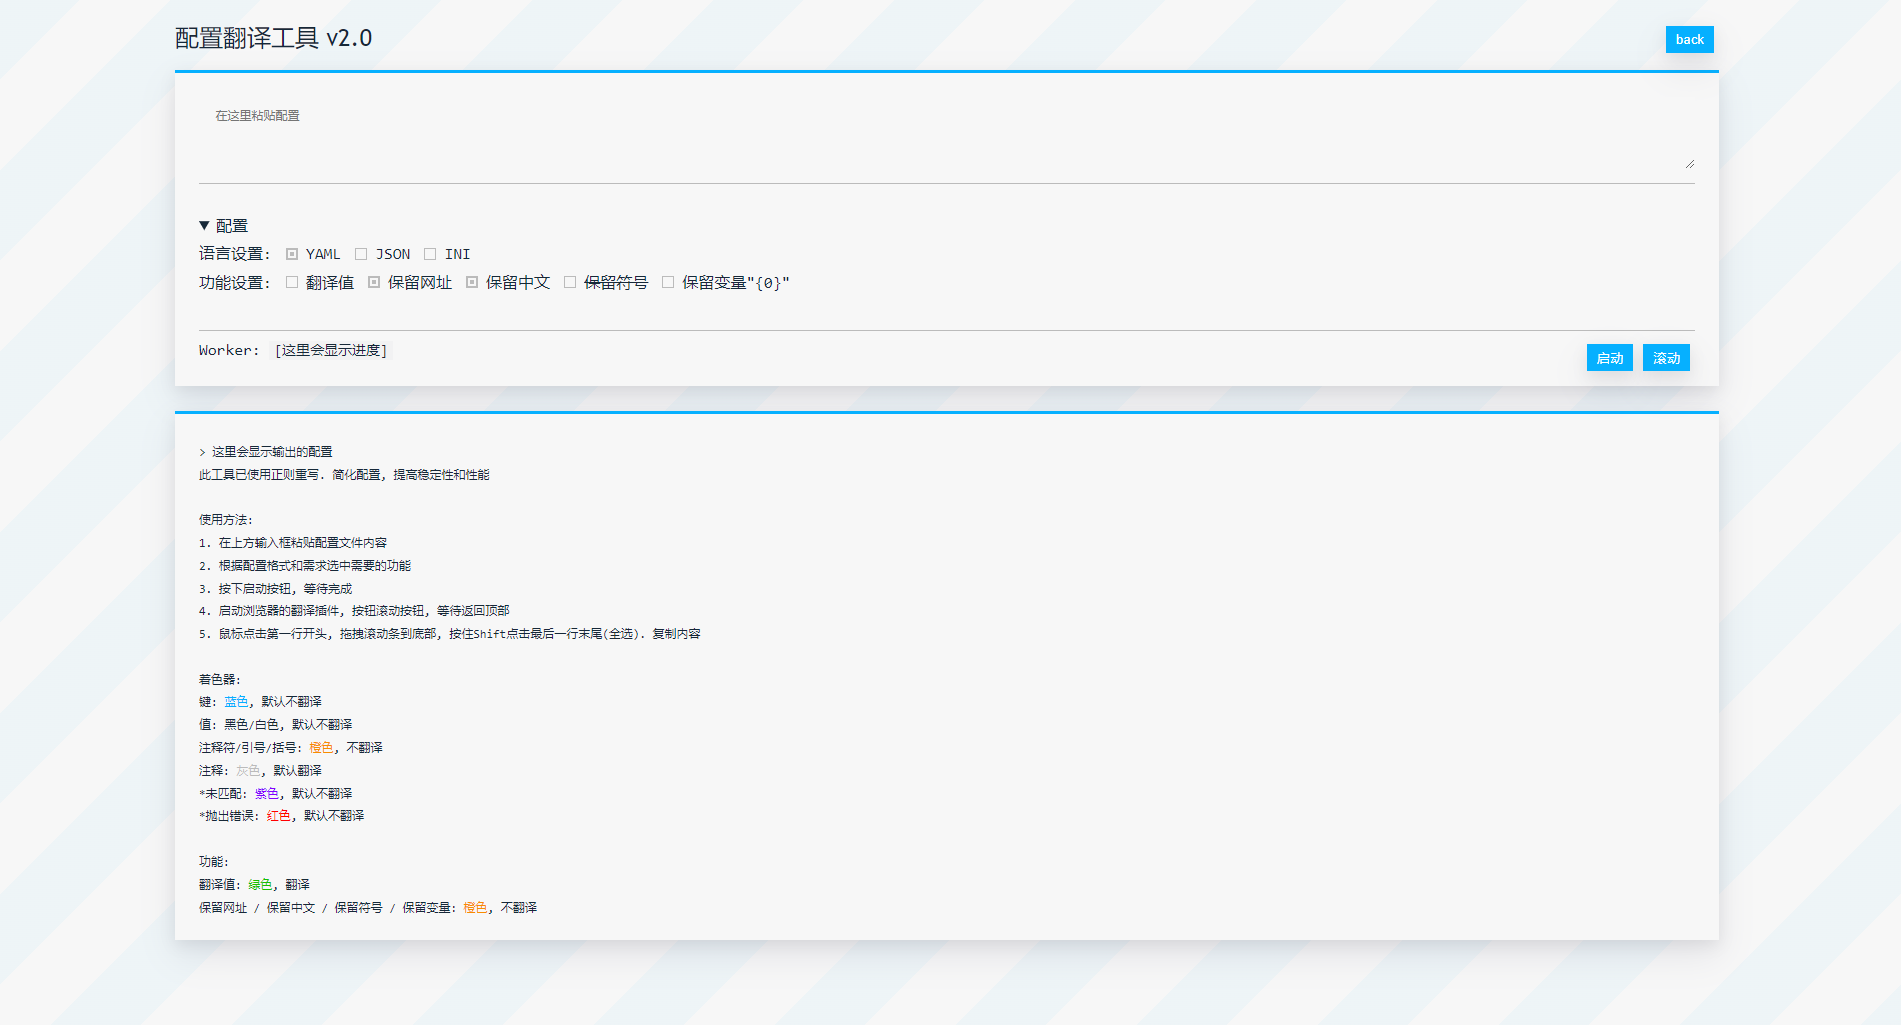 配置翻译工具 v2.0
back
在这里粘贴配置
▼ 配置
语言设置: YAML JSON INI
功能设置: 翻译值 保留网址 保留中文 保留符号 保留变量"{0}"
Worker: [这里会显示进度]
启动 滚动
> 这里会显示输出的配置
此工具已使用正则重写. 简化配置, 提高稳定性和性能
使用方法:
1. 在上方输入框粘贴配置文件内容
2. 根据配置格式和需求选中需要的功能
3. 按下启动按钮, 等待完成
4. 启动浏览器的翻译插件, 按钮滚动按钮, 等待返回顶部
5. 鼠标点击第一行开头, 拖拽滚动条到底部, 按住Shift点击最后一行末尾(全选). 复制内容
着色器:
键: 蓝色, 默认不翻译
值: 黑色/白色, 默认不翻译
注释符/引号/括号: 橙色, 不翻译
注释: 灰色, 默认翻译
*未匹配: 紫色, 默认不翻译
*抛出错误: 红色, 默认不翻译
功能:
翻译值: 绿色, 翻译
保留网址 / 保留中文 / 保留符号 / 保留变量: 橙色, 不翻译